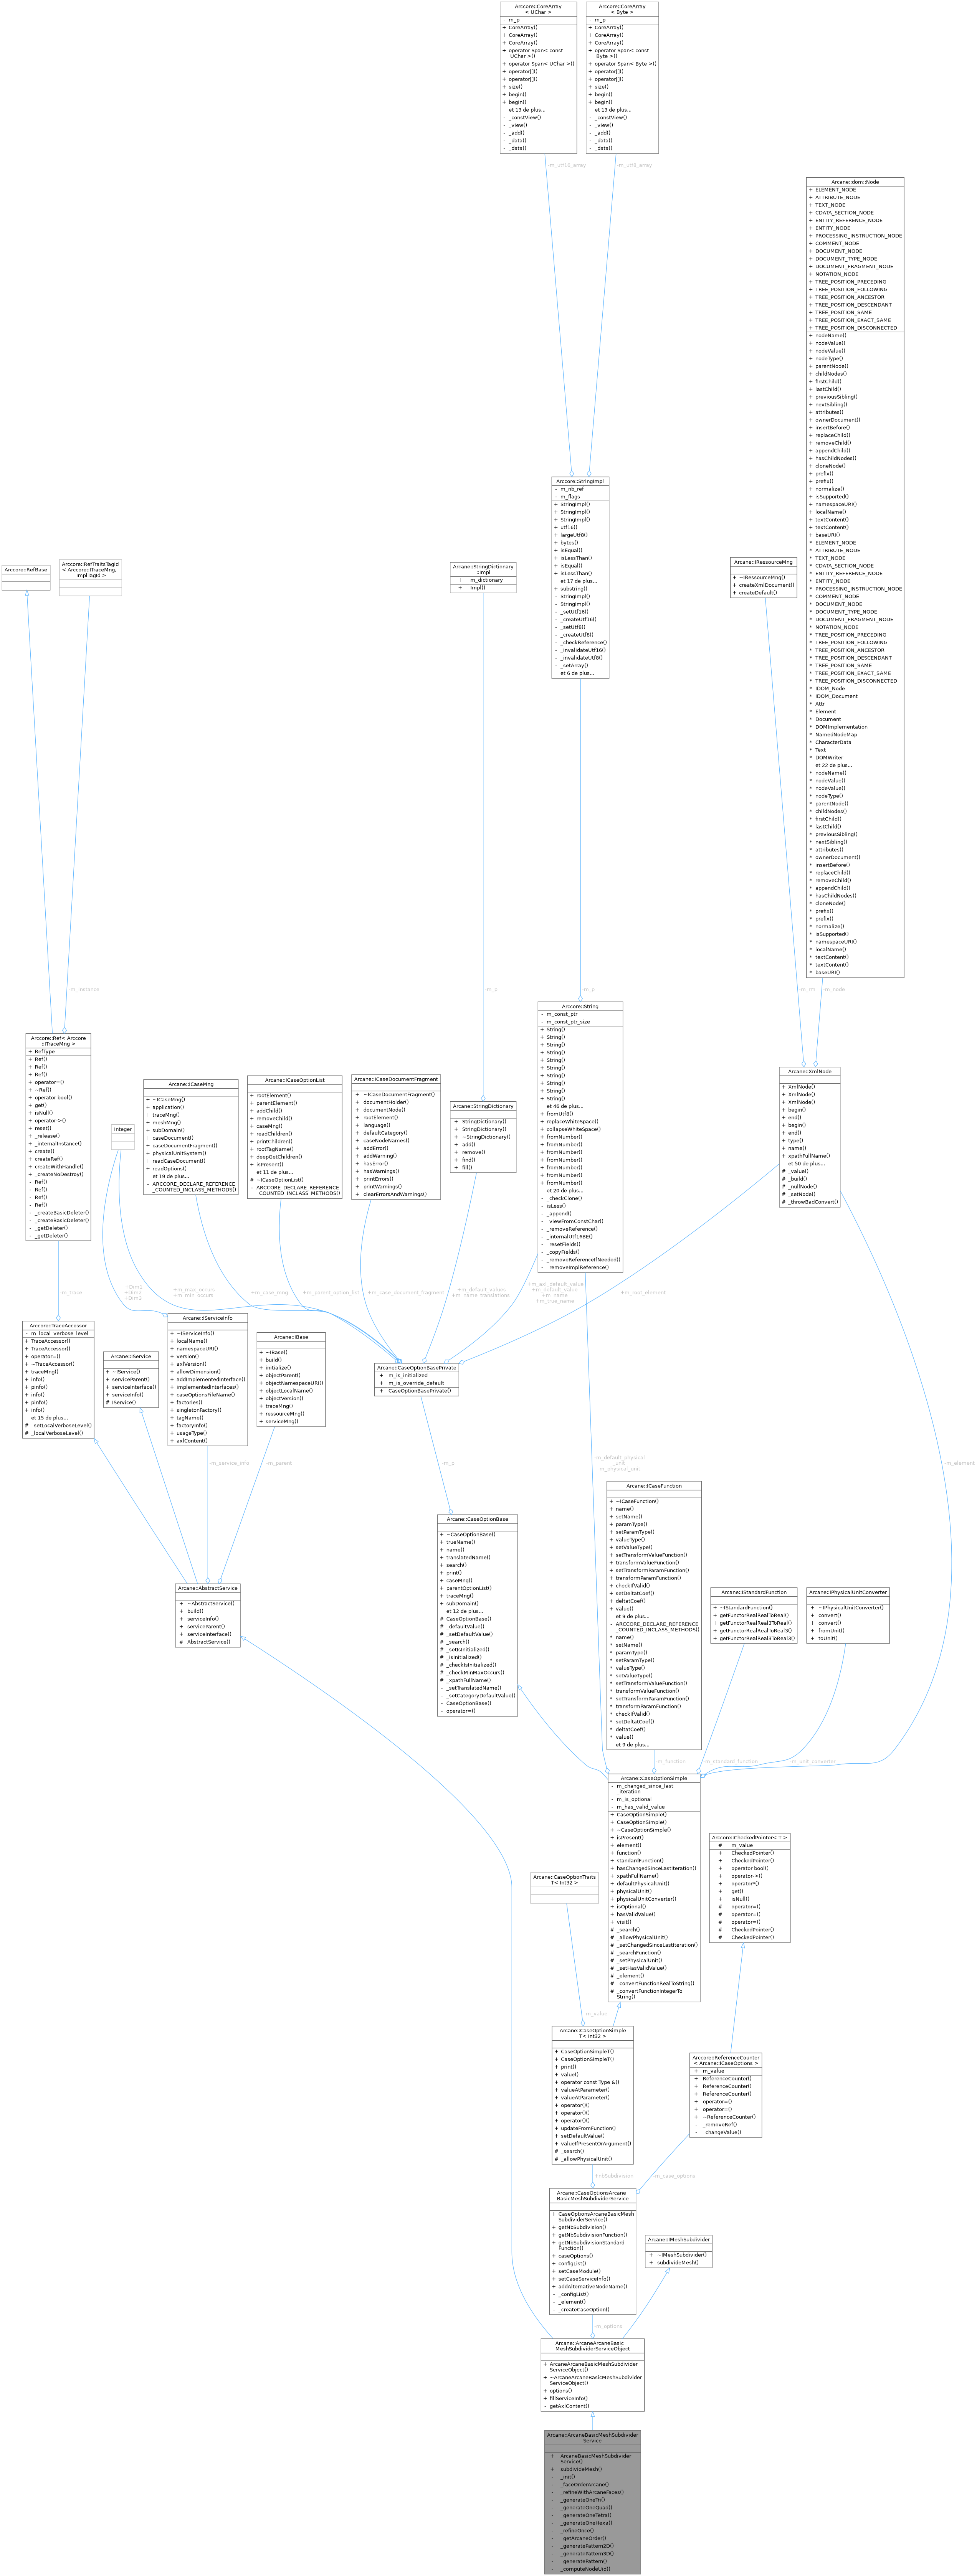 Arccore::CoreArray
< UChar >
- m_p
+ CoreArray()
+ CoreArray()
+ CoreArray()
+ operator Span< const
UChar >()
+ operator Span< UChar >()
+ operator[]()
+ operator[]()
+ size()
+ begin()
+ begin()
et 13 de plus...
- _constView()
- _view()
- _add()
- _data()
- _data()
Arccore::CoreArray
< Byte >
- m_p
+ CoreArray()
+ CoreArray()
+ CoreArray()
+ operator Span< const
Byte >()
+ operator Span< Byte >()
+ operator[]()
+ operator[]()
+ size()
+ begin()
+ begin()
et 13 de plus...
- _constView()
- _view()
- _add()
- _data()
- _data()
-m_utf16_array
-m_utf8_array
Arcane::dom::Node
+ ELEMENT_NODE
+ ATTRIBUTE_NODE
+ TEXT_NODE
+ CDATA_SECTION_NODE
+ ENTITY_REFERENCE_NODE
+ ENTITY_NODE
+ PROCESSING_INSTRUCTION_NODE
+ COMMENT_NODE
+ DOCUMENT_NODE
+ DOCUMENT_TYPE_NODE
+ DOCUMENT_FRAGMENT_NODE
+ NOTATION_NODE
+ TREE_POSITION_PRECEDING
+ TREE_POSITION_FOLLOWING
+ TREE_POSITION_ANCESTOR
+ TREE_POSITION_DESCENDANT
+ TREE_POSITION_SAME
+ TREE_POSITION_EXACT_SAME
+ TREE_POSITION_DISCONNECTED
+ nodeName()
+ nodeValue()
+ nodeValue()
+ nodeType()
+ parentNode()
+ childNodes()
+ firstChild()
+ lastChild()
+ previousSibling()
+ nextSibling()
+ attributes()
+ ownerDocument()
+ insertBefore()
+ replaceChild()
+ removeChild()
+ appendChild()
+ hasChildNodes()
+ cloneNode()
+ prefix()
+ prefix()
+ normalize()
+ isSupported()
+ namespaceURI()
+ localName()
+ textContent()
+ textContent()
+ baseURI()
* ELEMENT_NODE
* ATTRIBUTE_NODE
* TEXT_NODE
* CDATA_SECTION_NODE
* ENTITY_REFERENCE_NODE
* ENTITY_NODE
* PROCESSING_INSTRUCTION_NODE
* COMMENT_NODE
* DOCUMENT_NODE
* DOCUMENT_TYPE_NODE
* DOCUMENT_FRAGMENT_NODE
* NOTATION_NODE
* TREE_POSITION_PRECEDING
* TREE_POSITION_FOLLOWING
* TREE_POSITION_ANCESTOR
* TREE_POSITION_DESCENDANT
* TREE_POSITION_SAME
* TREE_POSITION_EXACT_SAME
* TREE_POSITION_DISCONNECTED
* IDOM_Node
* IDOM_Document
* Attr
* Element
* Document
* DOMImplementation
* NamedNodeMap
* CharacterData
* Text
* DOMWriter
et 22 de plus...
* nodeName()
* nodeValue()
* nodeValue()
* nodeType()
* parentNode()
* childNodes()
* firstChild()
* lastChild()
* previousSibling()
* nextSibling()
* attributes()
* ownerDocument()
* insertBefore()
* replaceChild()
* removeChild()
* appendChild()
* hasChildNodes()
* cloneNode()
* prefix()
* prefix()
* normalize()
* isSupported()
* namespaceURI()
* localName()
* textContent()
* textContent()
* baseURI()
Arccore::StringImpl
- m_nb_ref
- m_flags
+ StringImpl()
+ StringImpl()
+ StringImpl()
+ utf16()
+ largeUtf8()
+ bytes()
+ isEqual()
+ isLessThan()
+ isEqual()
+ isLessThan()
et 17 de plus...
+ substring()
- StringImpl()
- StringImpl()
- _setUtf16()
- _createUtf16()
- _setUtf8()
- _createUtf8()
- _checkReference()
- _invalidateUtf16()
- _invalidateUtf8()
- _setArray()
et 6 de plus...
Arccore::RefBase
Arccore::RefTraitsTagId
< Arccore::ITraceMng,
ImplTagId >
Arcane::StringDictionary
::Impl
+ m_dictionary
+ Impl()
Arcane::IRessourceMng
+ ~IRessourceMng()
+ createXmlDocument()
+ createDefault()
-m_instance
-m_p
-m_p
-m_rm
-m_node
Arccore::Ref< Arccore
::ITraceMng >
+ RefType
+ Ref()
+ Ref()
+ Ref()
+ operator=()
+ ~Ref()
+ operator bool()
+ get()
+ isNull()
+ operator->()
+ reset()
+ _release()
+ _internalInstance()
+ create()
+ createRef()
+ createWithHandle()
+ _createNoDestroy()
- Ref()
- Ref()
- Ref()
- Ref()
- _createBasicDeleter()
- _createBasicDeleter()
- _getDeleter()
- _getDeleter()
Integer
Arcane::ICaseMng
+ ~ICaseMng()
+ application()
+ traceMng()
+ meshMng()
+ subDomain()
+ caseDocument()
+ caseDocumentFragment()
+ physicalUnitSystem()
+ readCaseDocument()
+ readOptions()
et 19 de plus...
- ARCCORE_DECLARE_REFERENCE
_COUNTED_INCLASS_METHODS()
Arcane::ICaseOptionList
+ rootElement()
+ parentElement()
+ addChild()
+ removeChild()
+ caseMng()
+ readChildren()
+ printChildren()
+ rootTagName()
+ deepGetChildren()
+ isPresent()
et 11 de plus...
# ~ICaseOptionList()
- ARCCORE_DECLARE_REFERENCE
_COUNTED_INCLASS_METHODS()
Arcane::ICaseDocumentFragment
+ ~ICaseDocumentFragment()
+ documentHolder()
+ documentNode()
+ rootElement()
+ language()
+ defaultCategory()
+ caseNodeNames()
+ addError()
+ addWarning()
+ hasError()
+ hasWarnings()
+ printErrors()
+ printWarnings()
+ clearErrorsAndWarnings()
Arcane::StringDictionary
+ StringDictionary()
+ StringDictionary()
+ ~StringDictionary()
+ add()
+ remove()
+ find()
+ fill()
Arccore::String
- m_const_ptr
- m_const_ptr_size
+ String()
+ String()
+ String()
+ String()
+ String()
+ String()
+ String()
+ String()
+ String()
+ String()
et 46 de plus...
+ fromUtf8()
+ replaceWhiteSpace()
+ collapseWhiteSpace()
+ fromNumber()
+ fromNumber()
+ fromNumber()
+ fromNumber()
+ fromNumber()
+ fromNumber()
+ fromNumber()
et 20 de plus...
- _checkClone()
- isLess()
- _append()
- _viewFromConstChar()
- _removeReference()
- _internalUtf16BE()
- _resetFields()
- _copyFields()
- _removeReferenceIfNeeded()
- _removeImplReference()
Arcane::XmlNode
+ XmlNode()
+ XmlNode()
+ XmlNode()
+ begin()
+ end()
+ begin()
+ end()
+ type()
+ name()
+ xpathFullName()
et 50 de plus...
# _value()
# _build()
# _nullNode()
# _setNode()
# _throwBadConvert()
-m_trace
+Dim1
+Dim2
+Dim3
+m_max_occurs
+m_min_occurs
+m_case_mng
+m_parent_option_list
+m_case_document_fragment
+m_default_values
+m_name_translations
+m_axl_default_value
+m_default_value
+m_name
+m_true_name
+m_root_element
Arccore::TraceAccessor
- m_local_verbose_level
+ TraceAccessor()
+ TraceAccessor()
+ operator=()
+ ~TraceAccessor()
+ traceMng()
+ info()
+ pinfo()
+ info()
+ pinfo()
+ info()
et 15 de plus...
# _setLocalVerboseLevel()
# _localVerboseLevel()
Arcane::IService
+ ~IService()
+ serviceParent()
+ serviceInterface()
+ serviceInfo()
# IService()
Arcane::IServiceInfo
+ ~IServiceInfo()
+ localName()
+ namespaceURI()
+ version()
+ axlVersion()
+ allowDimension()
+ addImplementedInterface()
+ implementedInterfaces()
+ caseOptionsFileName()
+ factories()
+ singletonFactory()
+ tagName()
+ factoryInfo()
+ usageType()
+ axlContent()
Arcane::IBase
+ ~IBase()
+ build()
+ initialize()
+ objectParent()
+ objectNamespaceURI()
+ objectLocalName()
+ objectVersion()
+ traceMng()
+ ressourceMng()
+ serviceMng()
Arcane::CaseOptionBasePrivate
+ m_is_initialized
+ m_is_override_default
+ CaseOptionBasePrivate()
-m_service_info
-m_parent
-m_p
-m_default_physical
_unit
-m_physical_unit
-m_element
Arcane::CaseOptionBase
+ ~CaseOptionBase()
+ trueName()
+ name()
+ translatedName()
+ search()
+ print()
+ caseMng()
+ parentOptionList()
+ traceMng()
+ subDomain()
et 12 de plus...
# CaseOptionBase()
# _defaultValue()
# _setDefaultValue()
# _search()
# _setIsInitialized()
# _isInitialized()
# _checkIsInitialized()
# _checkMinMaxOccurs()
# _xpathFullName()
- _setTranslatedName()
- _setCategoryDefaultValue()
- CaseOptionBase()
- operator=()
Arcane::ICaseFunction
+ ~ICaseFunction()
+ name()
+ setName()
+ paramType()
+ setParamType()
+ valueType()
+ setValueType()
+ setTransformValueFunction()
+ transformValueFunction()
+ setTransformParamFunction()
+ transformParamFunction()
+ checkIfValid()
+ setDeltatCoef()
+ deltatCoef()
+ value()
et 9 de plus...
- ARCCORE_DECLARE_REFERENCE
_COUNTED_INCLASS_METHODS()
* name()
* setName()
* paramType()
* setParamType()
* valueType()
* setValueType()
* setTransformValueFunction()
* transformValueFunction()
* setTransformParamFunction()
* transformParamFunction()
* checkIfValid()
* setDeltatCoef()
* deltatCoef()
* value()
et 9 de plus...
Arcane::AbstractService
+ ~AbstractService()
+ build()
+ serviceInfo()
+ serviceParent()
+ serviceInterface()
# AbstractService()
Arcane::IStandardFunction
+ ~IStandardFunction()
+ getFunctorRealRealToReal()
+ getFunctorRealReal3ToReal()
+ getFunctorRealRealToReal3()
+ getFunctorRealReal3ToReal3()
Arcane::IPhysicalUnitConverter
+ ~IPhysicalUnitConverter()
+ convert()
+ convert()
+ fromUnit()
+ toUnit()
-m_function
-m_standard_function
-m_unit_converter
Arcane::CaseOptionSimple
- m_changed_since_last
_iteration
- m_is_optional
- m_has_valid_value
+ CaseOptionSimple()
+ CaseOptionSimple()
+ ~CaseOptionSimple()
+ isPresent()
+ element()
+ function()
+ standardFunction()
+ hasChangedSinceLastIteration()
+ xpathFullName()
+ defaultPhysicalUnit()
+ physicalUnit()
+ physicalUnitConverter()
+ isOptional()
+ hasValidValue()
+ visit()
# _search()
# _allowPhysicalUnit()
# _setChangedSinceLastIteration()
# _searchFunction()
# _setPhysicalUnit()
# _setHasValidValue()
# _element()
# _convertFunctionRealToString()
# _convertFunctionIntegerTo
String()
Arccore::CheckedPointer< T >
# m_value
+ CheckedPointer()
+ CheckedPointer()
+ operator bool()
+ operator->()
+ operator*()
+ get()
+ isNull()
# operator=()
# operator=()
# operator=()
# CheckedPointer()
# CheckedPointer()
Arcane::CaseOptionTraits
T< Int32 >
-m_value
Arcane::CaseOptionSimple
T< Int32 >
+ CaseOptionSimpleT()
+ CaseOptionSimpleT()
+ print()
+ value()
+ operator const Type &()
+ valueAtParameter()
+ valueAtParameter()
+ operator()()
+ operator()()
+ operator()()
+ updateFromFunction()
+ setDefaultValue()
+ valueIfPresentOrArgument()
# _search()
# _allowPhysicalUnit()
Arccore::ReferenceCounter
< Arcane::ICaseOptions >
+ m_value
+ ReferenceCounter()
+ ReferenceCounter()
+ ReferenceCounter()
+ operator=()
+ operator=()
+ ~ReferenceCounter()
- _removeRef()
- _changeValue()
+nbSubdivision
-m_case_options
Arcane::CaseOptionsArcane
BasicMeshSubdividerService
+ CaseOptionsArcaneBasicMesh
SubdividerService()
+ getNbSubdivision()
+ getNbSubdivisionFunction()
+ getNbSubdivisionStandard
Function()
+ caseOptions()
+ configList()
+ setCaseModule()
+ setCaseServiceInfo()
+ addAlternativeNodeName()
- _configList()
- _element()
- _createCaseOption()
Arcane::IMeshSubdivider
+ ~IMeshSubdivider()
+ subdivideMesh()
-m_options
Arcane::ArcaneArcaneBasic
MeshSubdividerServiceObject
+ ArcaneArcaneBasicMeshSubdivider
ServiceObject()
+ ~ArcaneArcaneBasicMeshSubdivider
ServiceObject()
+ options()
+ fillServiceInfo()
- getAxlContent()
Arcane::ArcaneBasicMeshSubdivider
Service
+ ArcaneBasicMeshSubdivider
Service()
+ subdivideMesh()
- _init()
- _faceOrderArcane()
- _refineWithArcaneFaces()
- _generateOneTri()
- _generateOneQuad()
- _generateOneTetra()
- _generateOneHexa()
- _refineOnce()
- _getArcaneOrder()
- _generatePattern2D()
- _generatePattern3D()
- _generatePattern()
- _computeNodeUid()